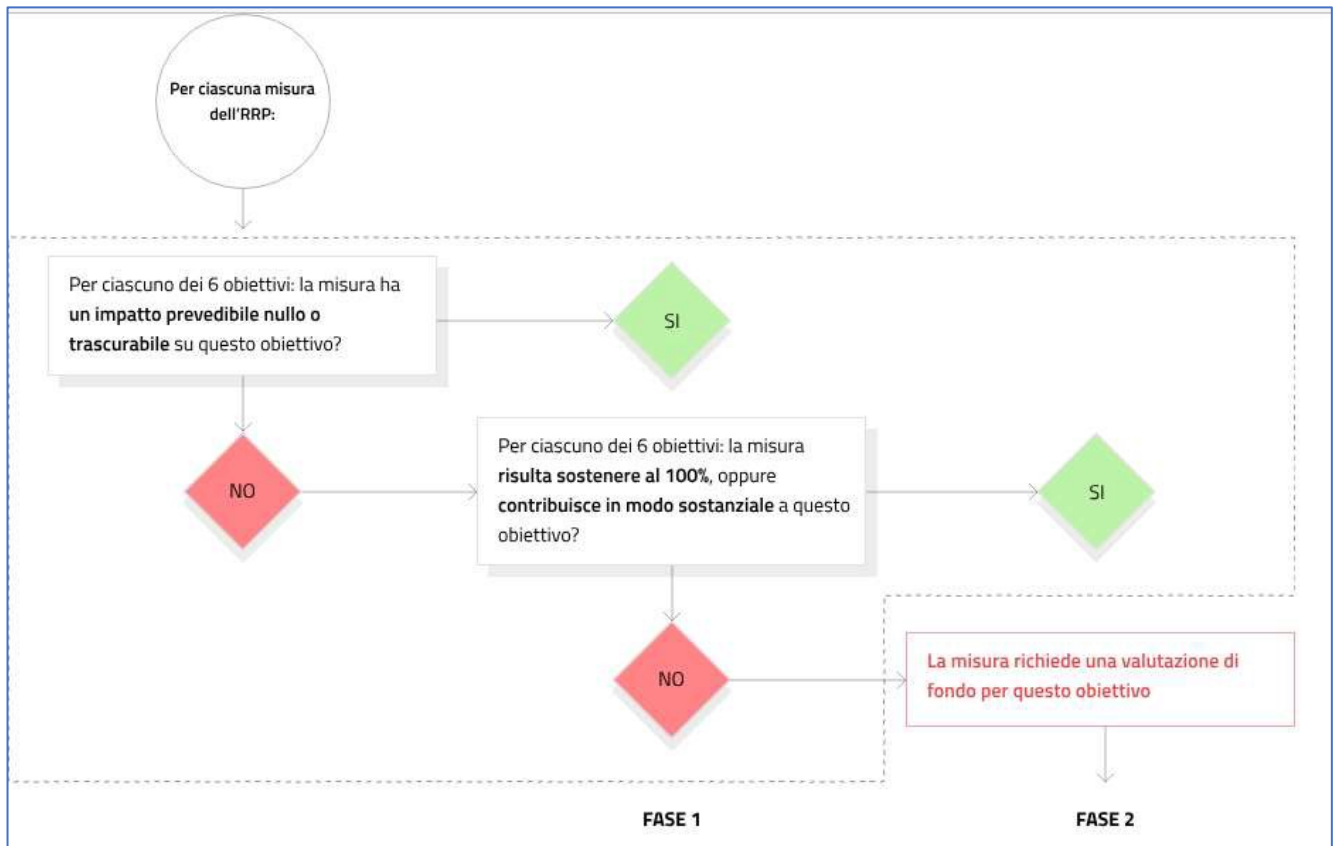 Per ciascuna misura
dell'RRP:
Per ciascuno dei 6 obiettivi: la misura ha
un impatto prevedibile nullo o
trascurabile su questo obiettivo?
SI
NO
Per ciascuno dei 6 obiettivi: la misura
risulta sostenere al 100%, oppure
contribuisce in modo sostanziale a questo
obiettivo?
SI
NO
La misura richiede una valutazione di
fondo per questo obiettivo
FASE 1
FASE 2